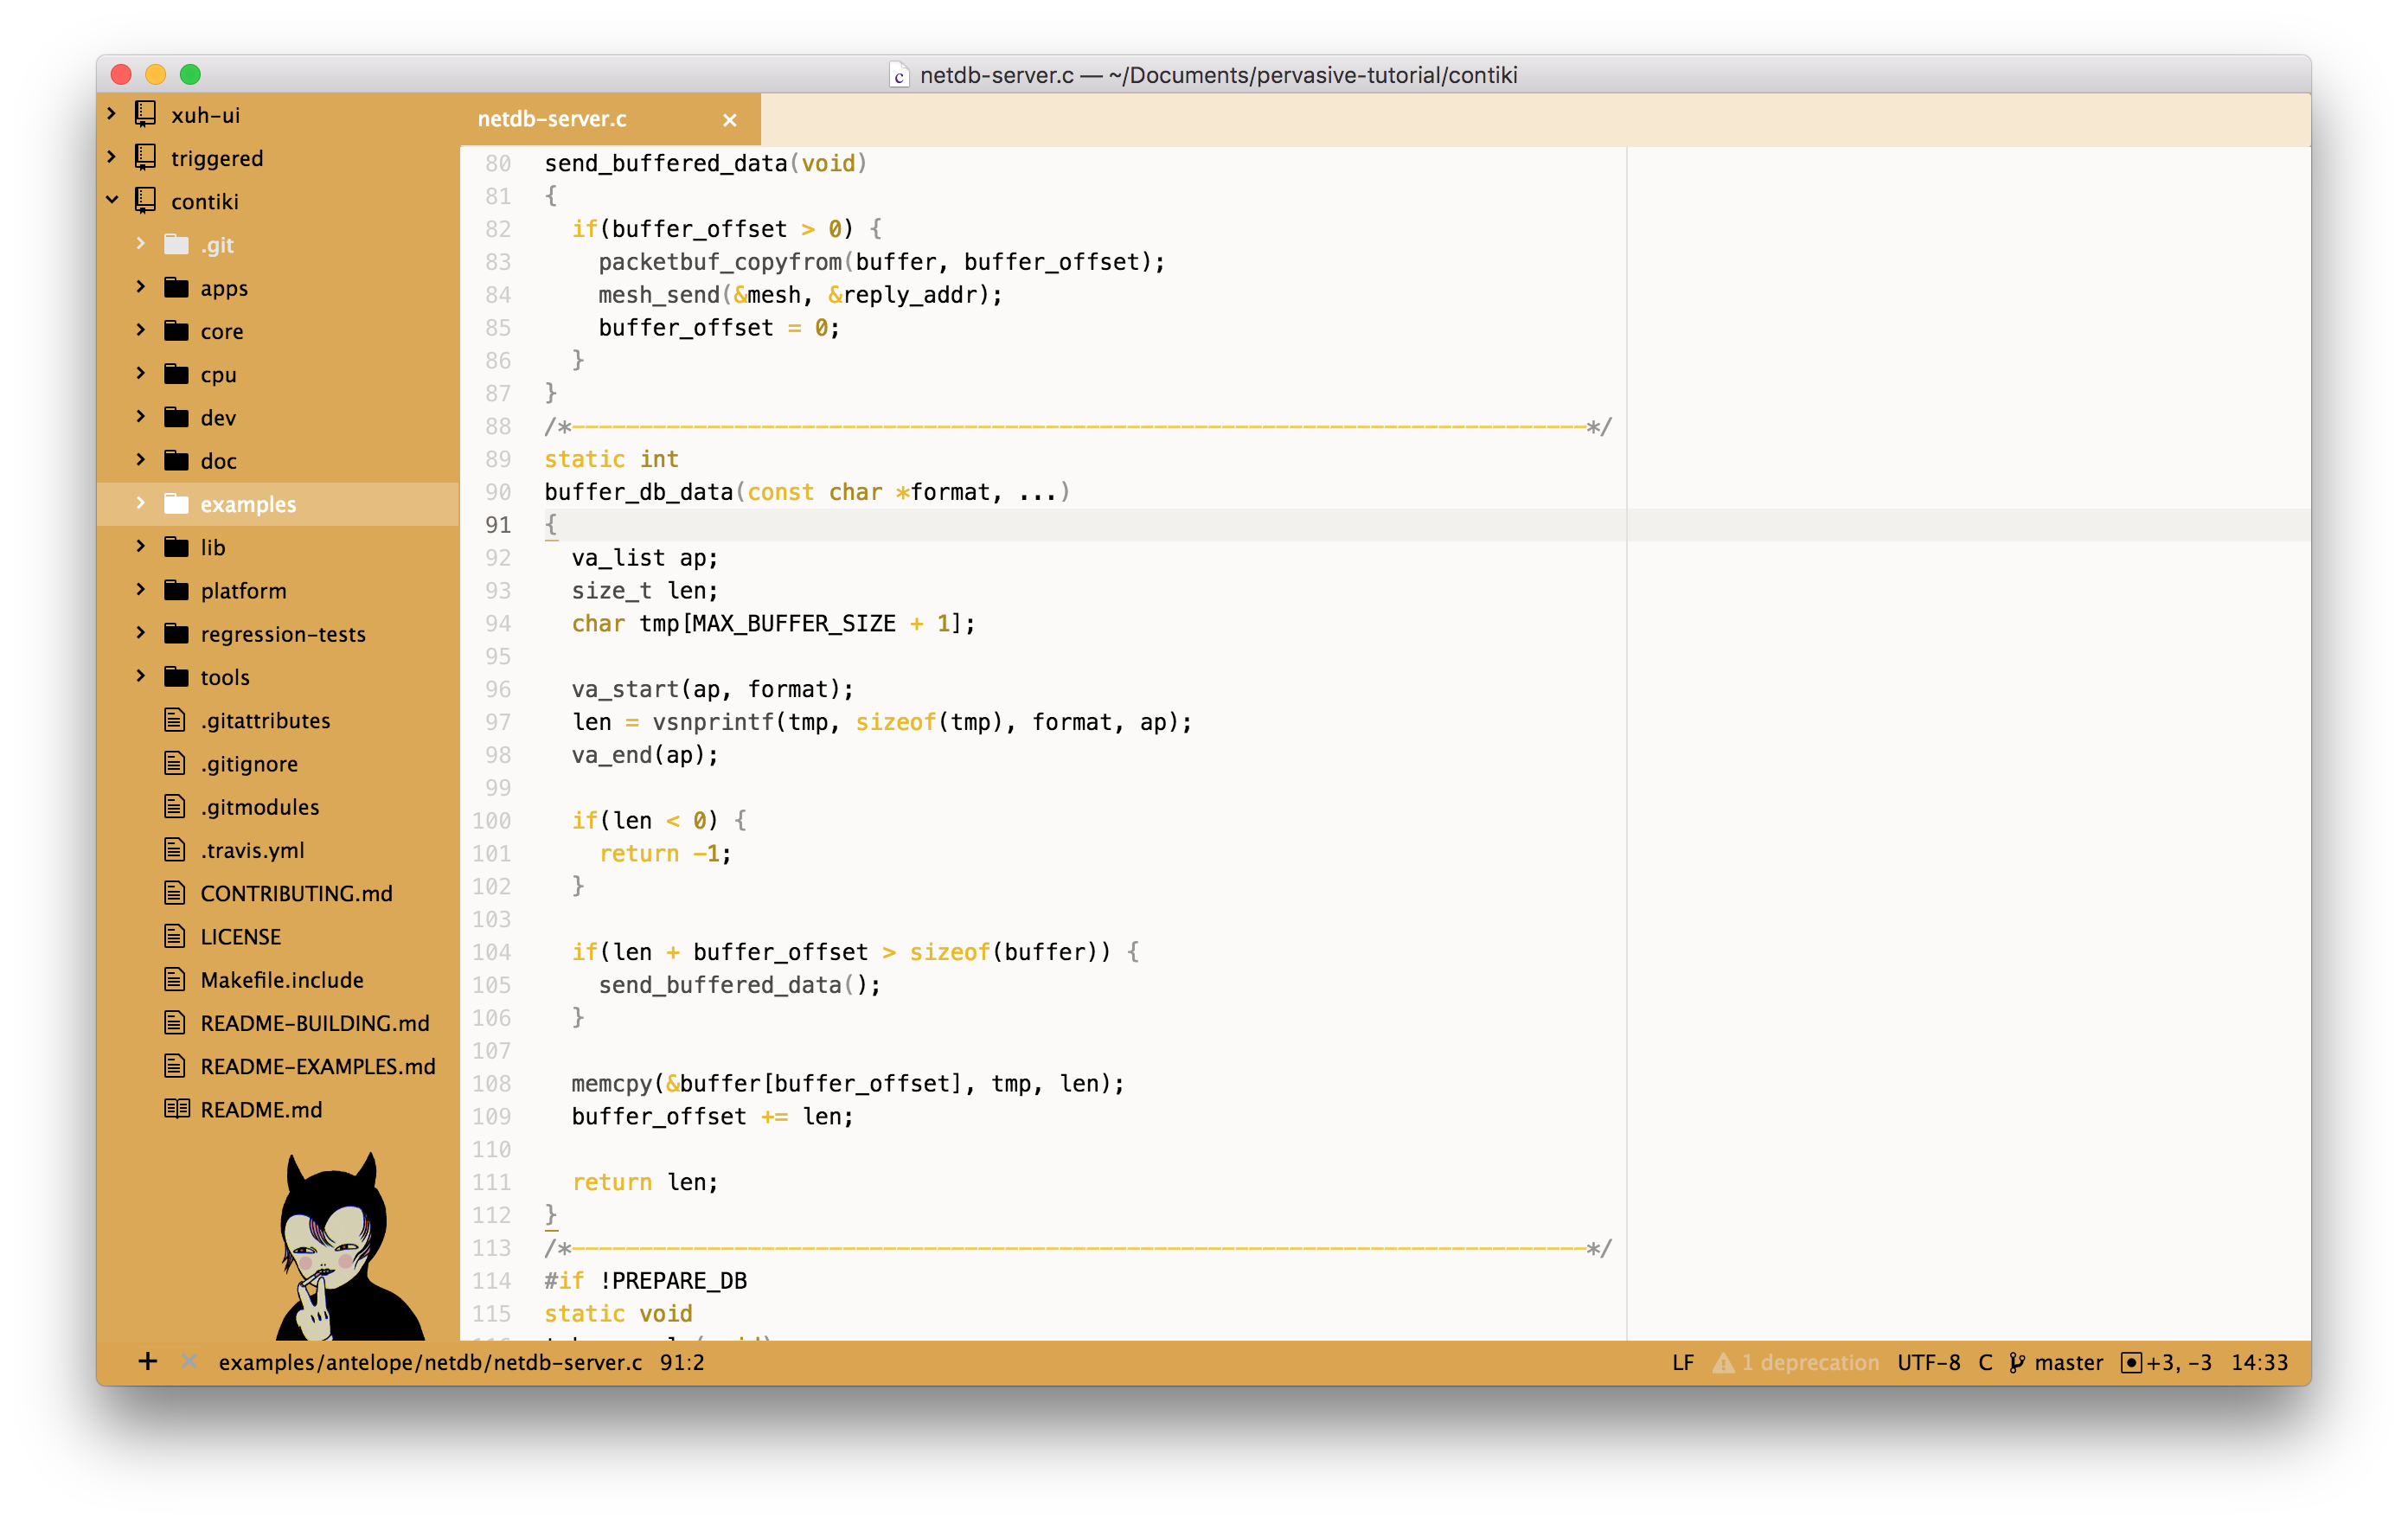 netdb-server.c — ~/Documents/pervasive-tutorial/contiki
xuh-ui
triggered
contiki
.git
apps
core
cpu
dev
doc
examples
lib
platform
regression-tests
tools
.gitattributes
.gitignore
.gitmodules
.travis.yml
CONTRIBUTING.md
LICENSE
Makefile.include
README-BUILDING.md
README-EXAMPLES.md
README.md
netdb-server.c ×
80 send_buffered_data(void)
81 {
82   if(buffer_offset > 0) {
83     packetbuf_copyfrom(buffer, buffer_offset);
84     mesh_send(&mesh, &reply_addr);
85     buffer_offset = 0;
86   }
87 }
88 /*---------------------------------------------------------------------------*/
89 static int
90 buffer_db_data(const char *format, ...)
91 {
92   va_list ap;
93   size_t len;
94   char tmp[MAX_BUFFER_SIZE + 1];
95
96   va_start(ap, format);
97   len = vsnprintf(tmp, sizeof(tmp), format, ap);
98   va_end(ap);
99
100   if(len < 0) {
101     return -1;
102   }
103
104   if(len + buffer_offset > sizeof(buffer)) {
105     send_buffered_data();
106   }
107
108   memcpy(&buffer[buffer_offset], tmp, len);
109   buffer_offset += len;
110
111   return len;
112 }
113 /*---------------------------------------------------------------------------*/
114 #if !PREPARE_DB
115 static void
+ × examples/antelope/netdb/netdb-server.c 91:2 LF 1 deprecation UTF-8 C master +3, -3 14:33